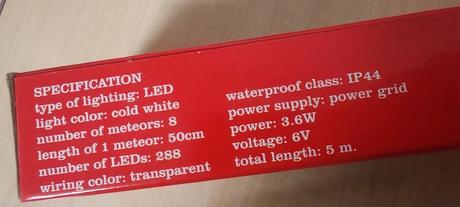 SPECIFICATION
type of lighting: LED
light color: cold white
number of meteors: 8
length of 1 meteor: 50cm
number of LEDs: 288
wiring color: transparent
waterproof class: IP44
power supply: power grid
power: 3.6W
voltage: 6V
total length: 5 m.